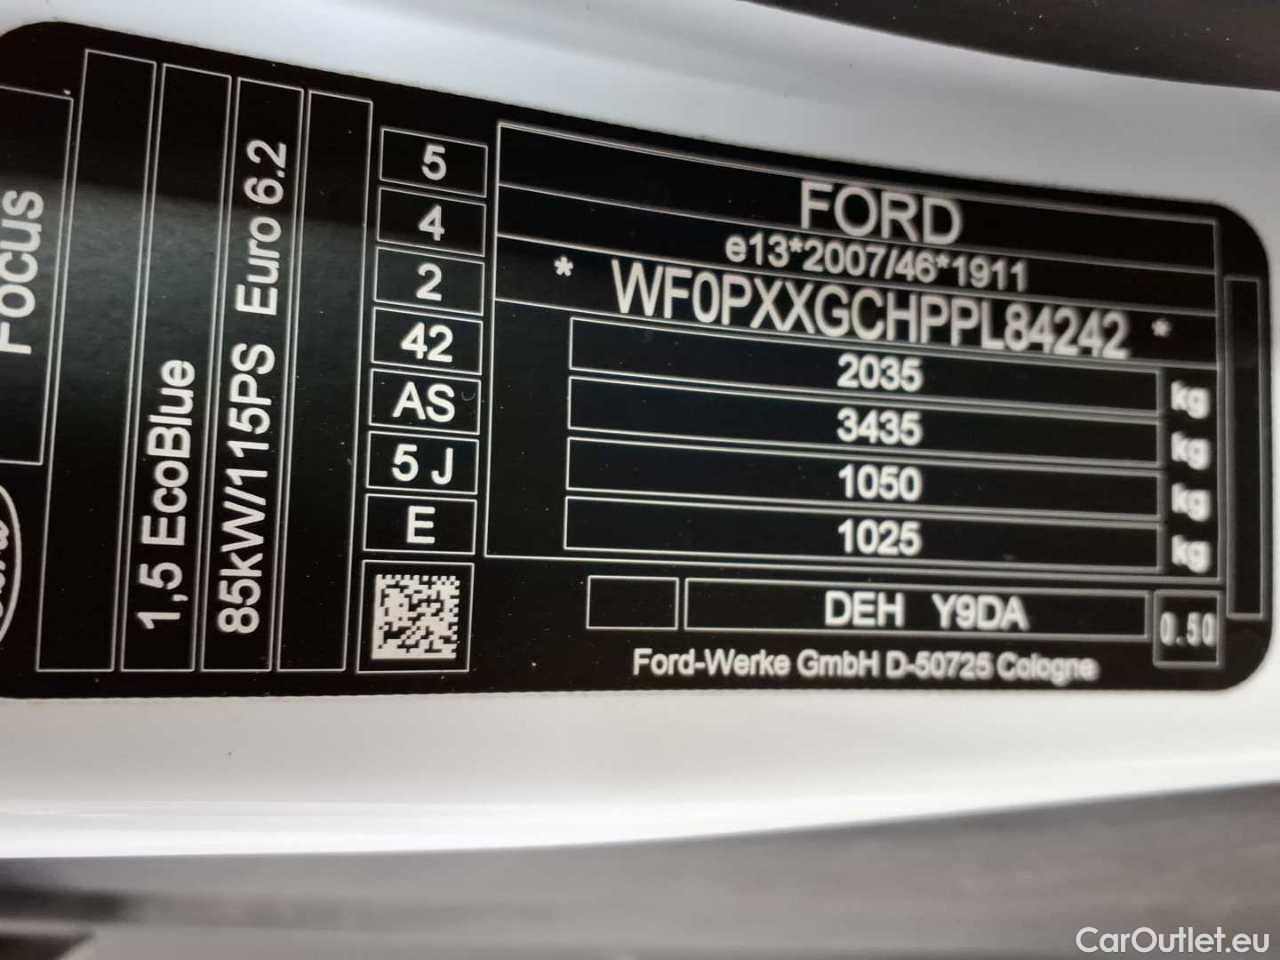 Focus
1,5 EcoBlue
85kW/115PS Euro 6.2
5
4
2
42
AS
5 J
E
FORD
e13*2007/46*1911
* WF0PXXGCHPPL84242 *
2035 kg
3435 kg
1050 kg
1025 kg
DEH Y9DA
0.50
Ford-Werke GmbH D-50725 Cologne
CarOutlet.eu